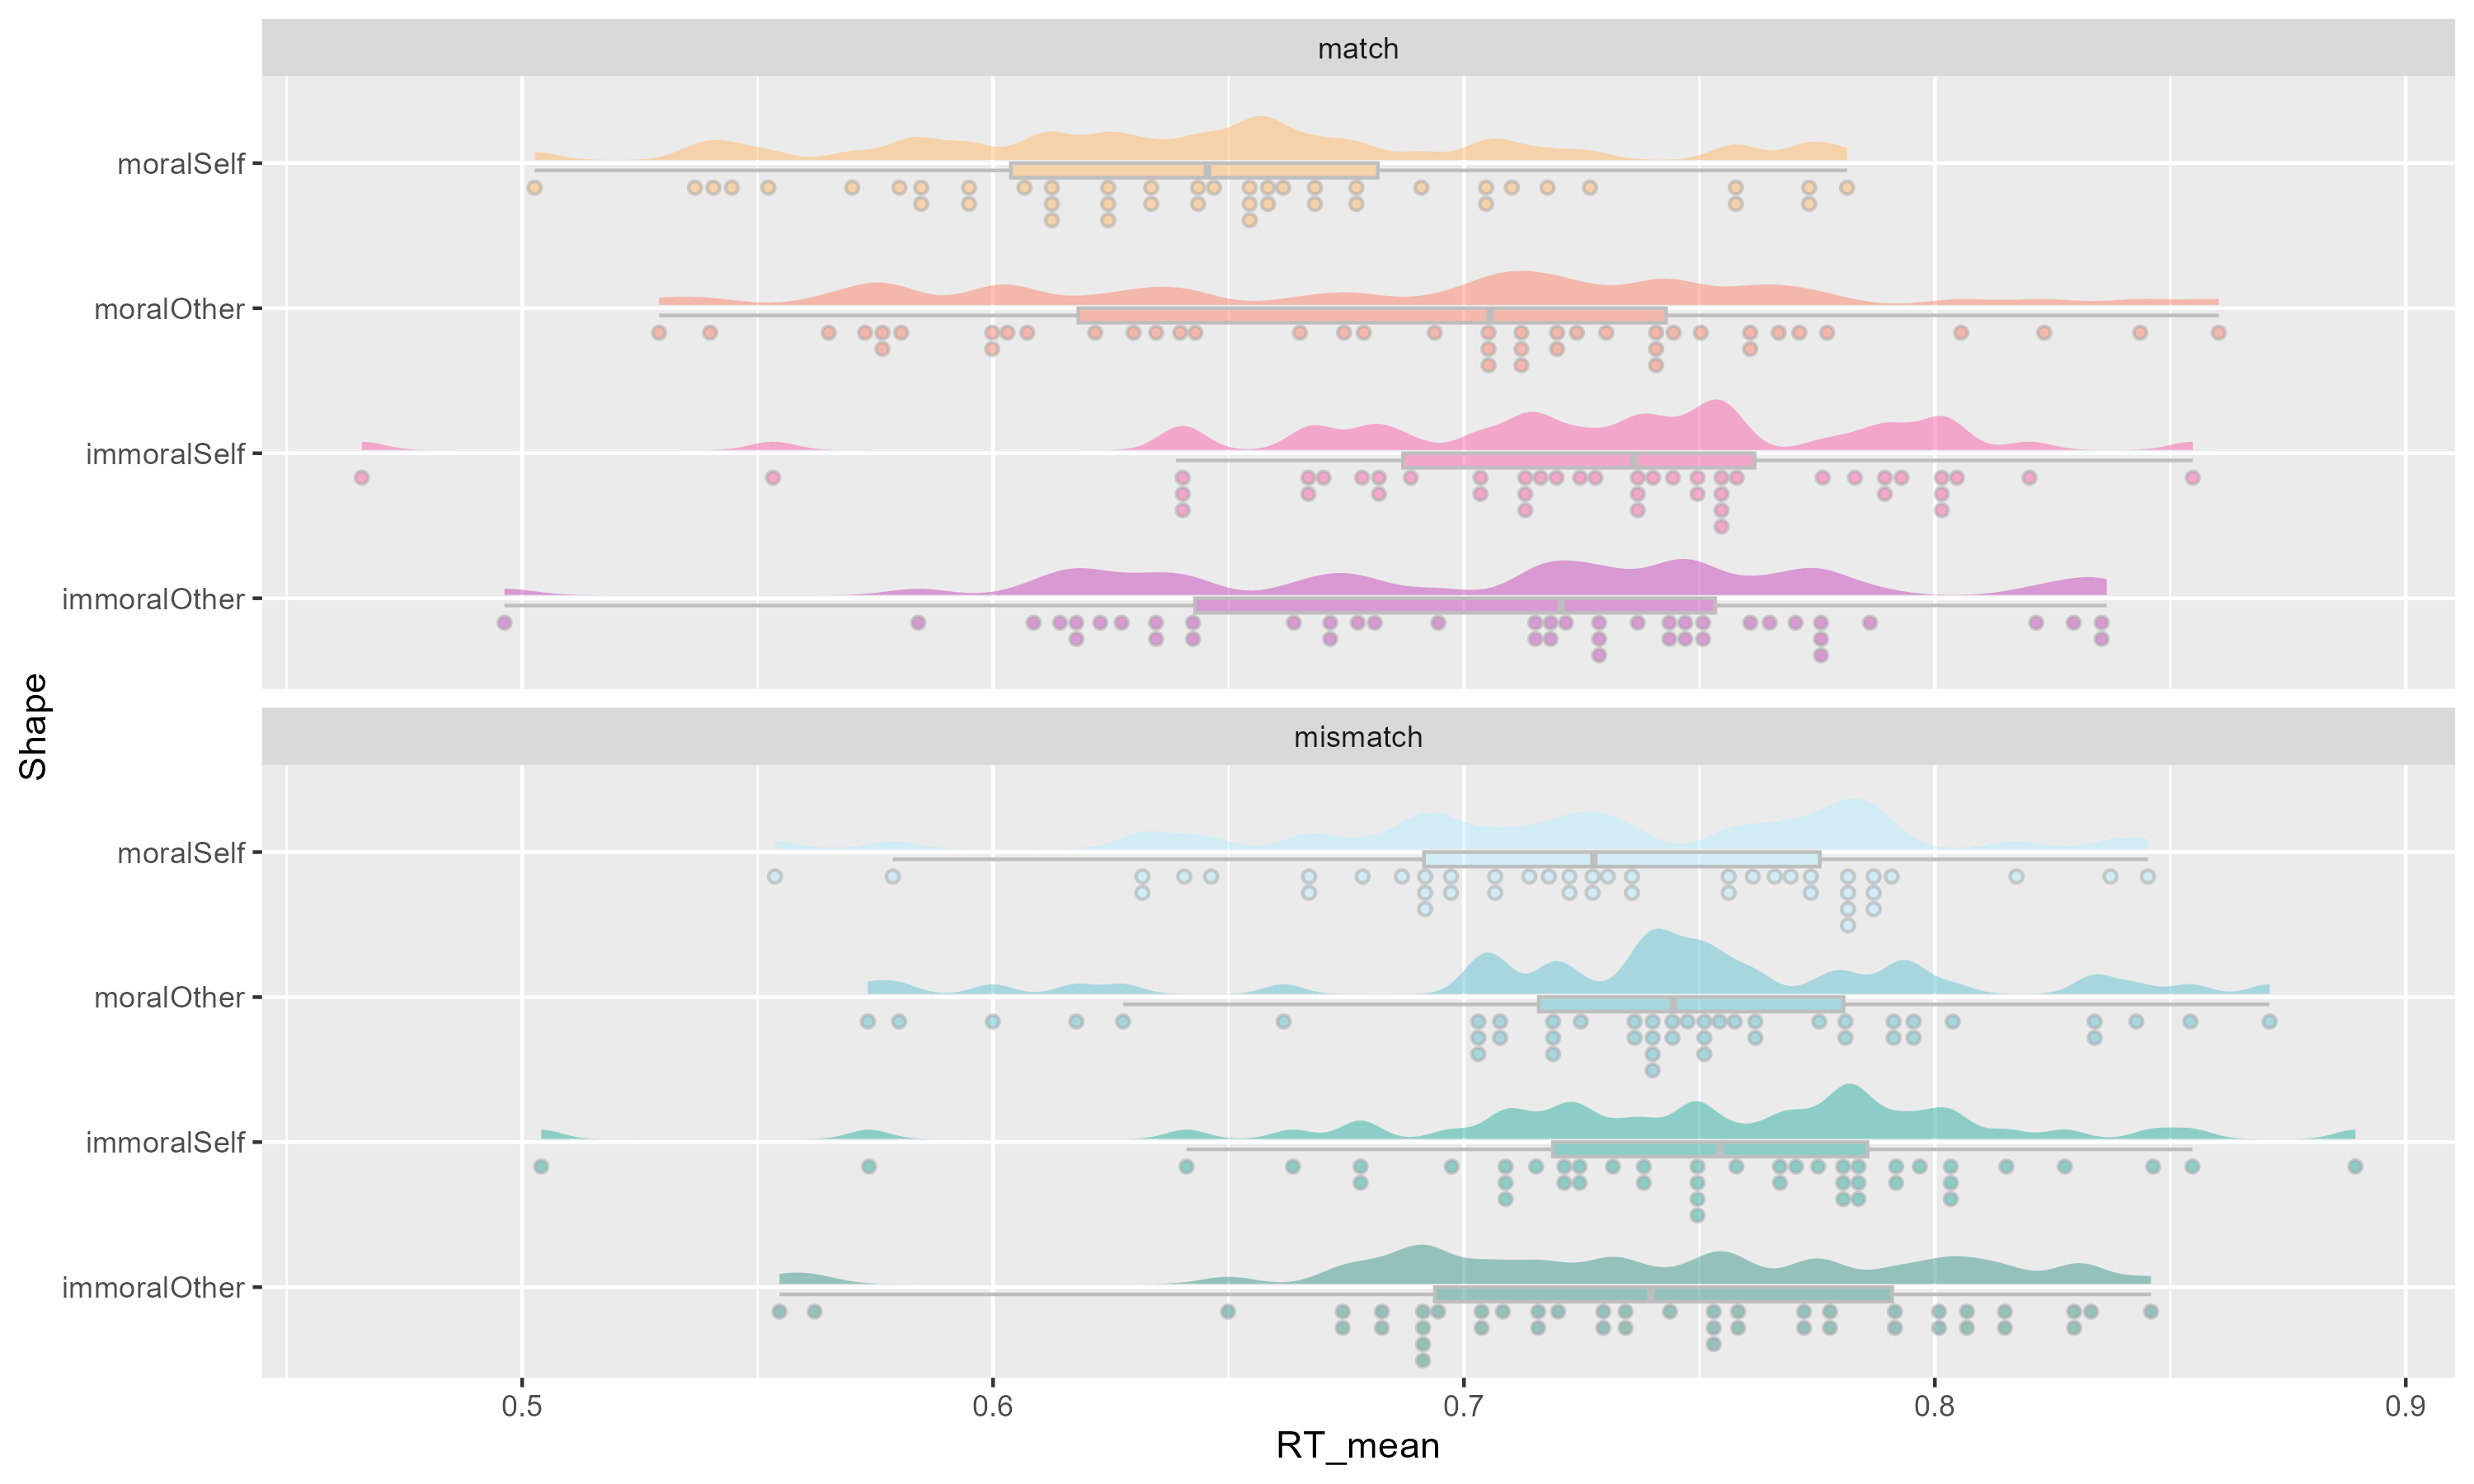 match
moralSelf
moralOther
immoralSelf
immoralOther
Shape
mismatch
moralSelf
moralOther
immoralSelf
immoralOther
0.5 0.6 0.7 0.8 0.9
RT_mean